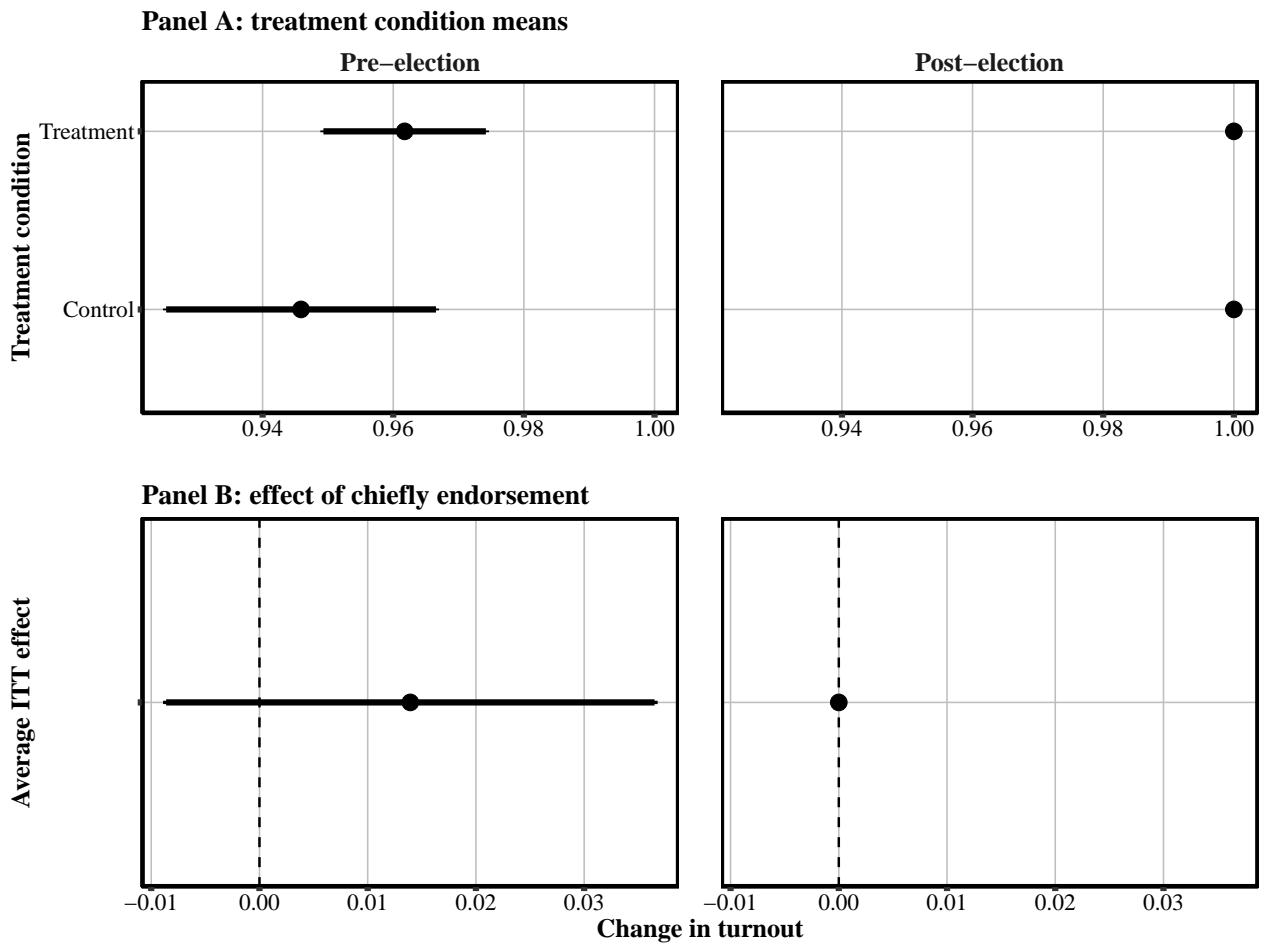 Panel A: treatment condition means
Pre−election
Post−election
Treatment condition
Treatment
Control
0.94 0.96 0.98 1.00
0.94 0.96 0.98 1.00
Panel B: effect of chiefly endorsement
Average ITT effect
−0.01 0.00 0.01 0.02 0.03
−0.01 0.00 0.01 0.02 0.03
Change in turnout